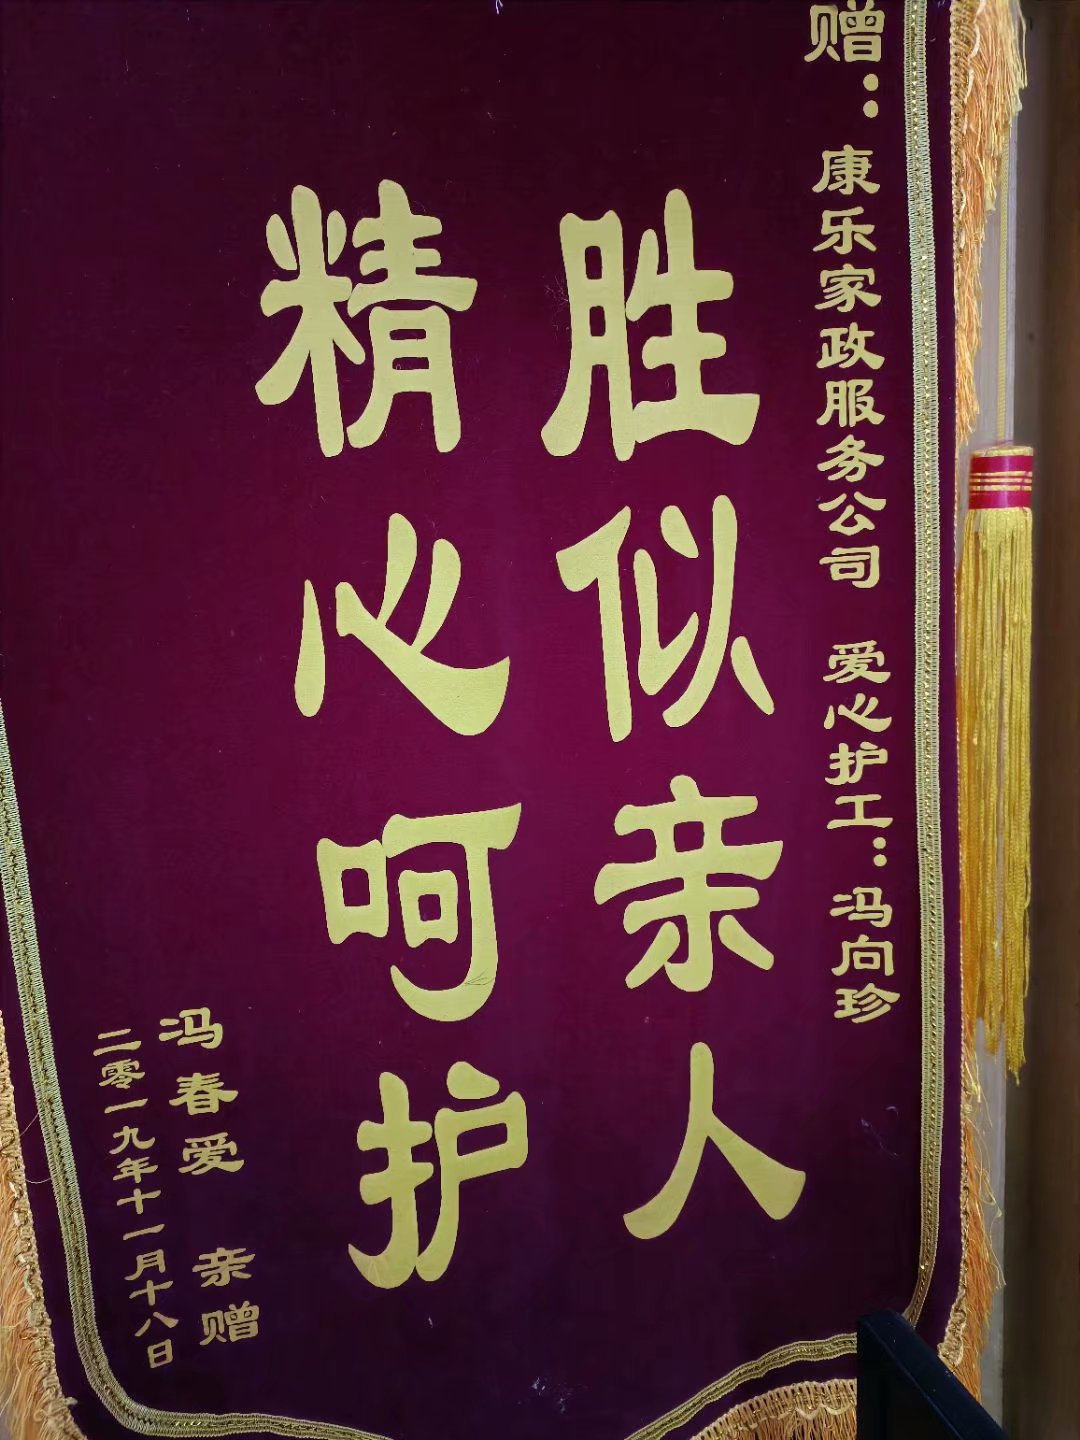 赠：康乐家政服务公司 爱心护工：冯向珍
胜似亲人
精心呵护
冯春爱 亲赠
二零一九年十一月十八日